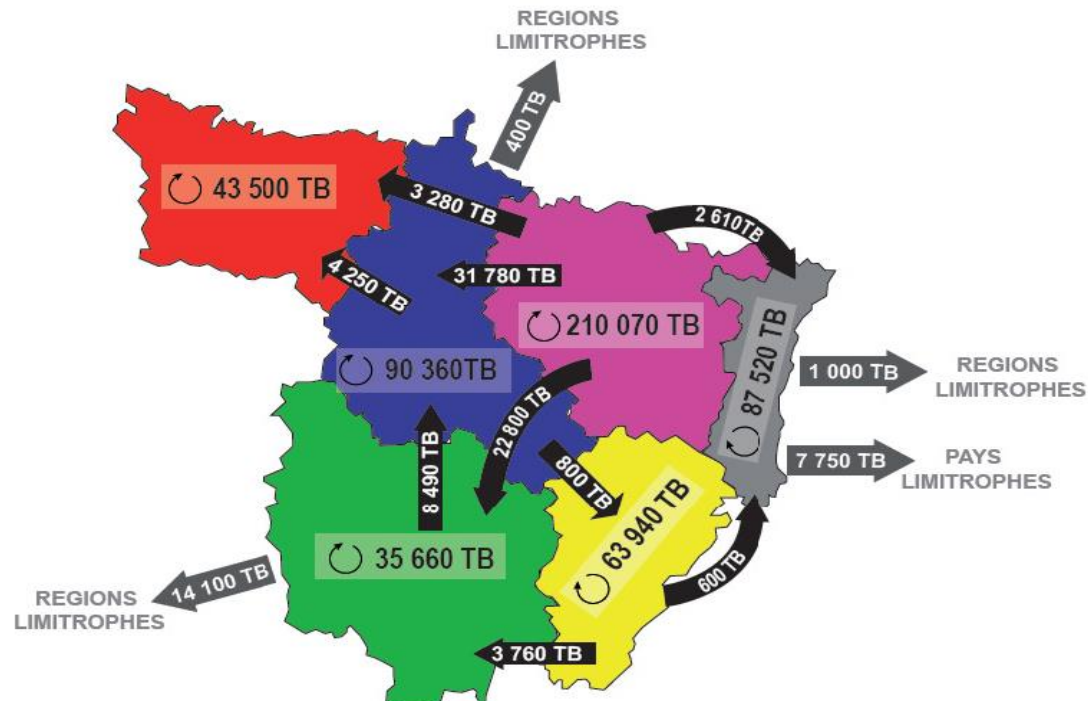 REGIONS
LIMITROPHES
400 TB
43 500 TB
3 280 TB
2 610TB
4 250 TB
31 780 TB
210 070 TB
87 520 TB
90 360TB
1 000 TB
REGIONS
LIMITROPHES
22 800 TB
8 490 TB
800 TB
7 750 TB
PAYS
LIMITROPHES
63 940 TB
35 660 TB
600 TB
14 100 TB
REGIONS
LIMITROPHES
3 760 TB